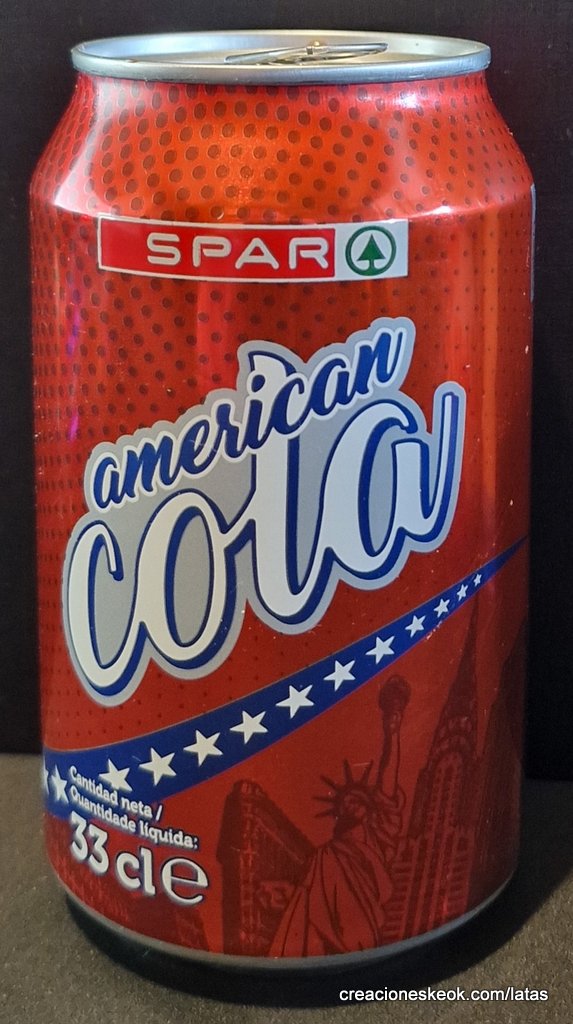 SPAR
american
cola
Cantidad neta /
Quantidade líquida:
33 cl e
creacioneskeok.com/latas